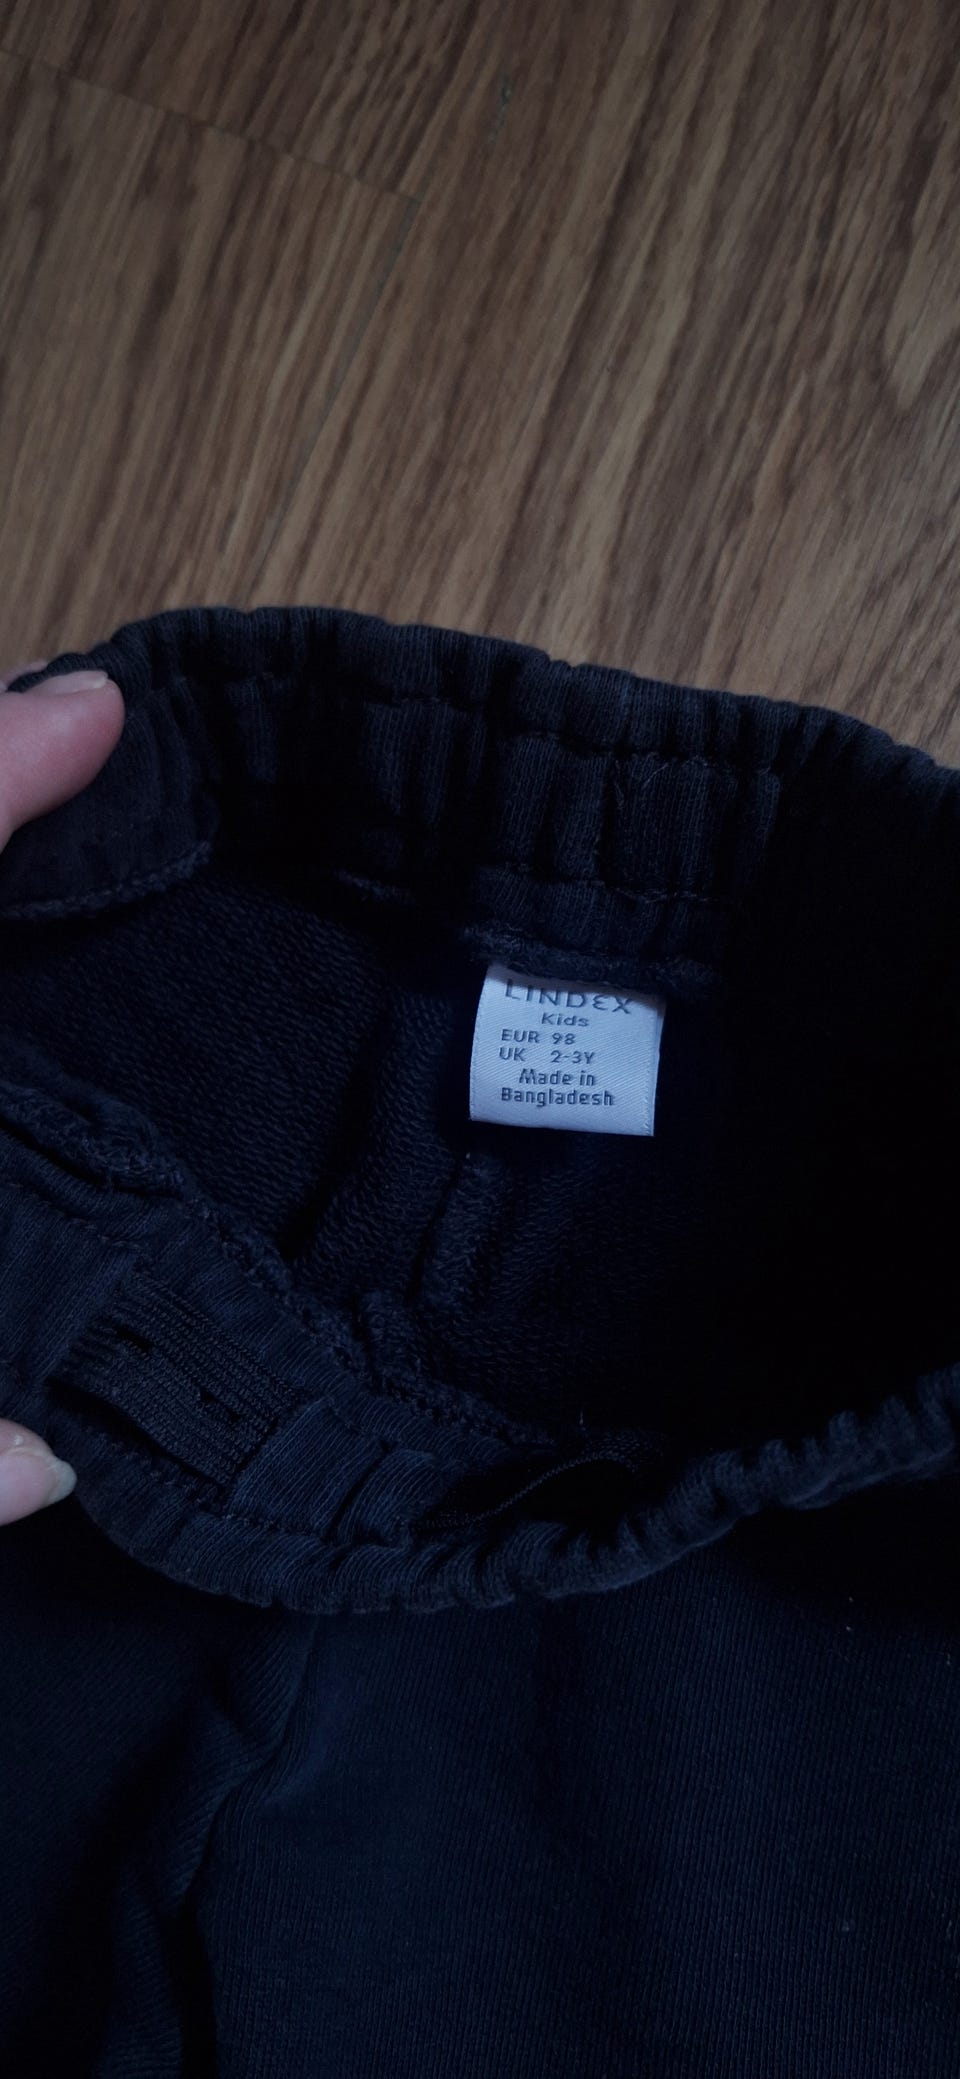 LINDEX
Kids
EUR 98
UK 2-3Y
Made in
Bangladesh